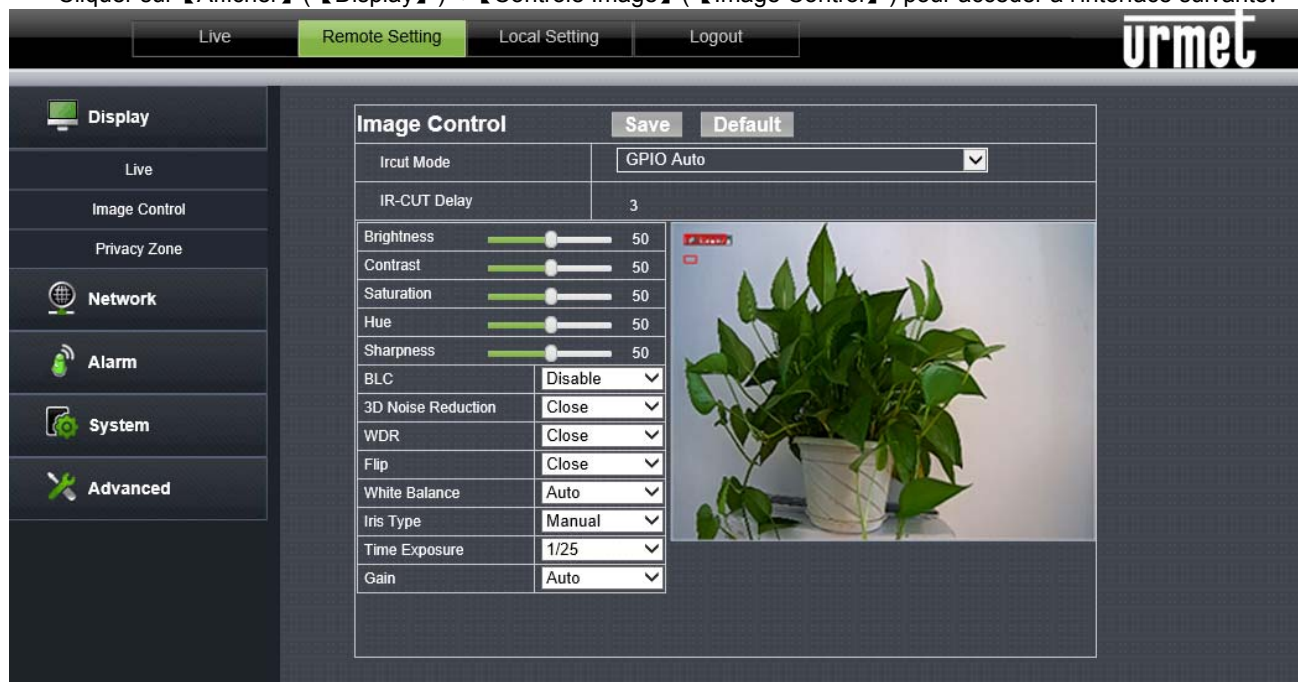 Cliquer sur【Afficher】(【Display】) →【Contrôle Image】(【Image Control】) pour accéder à l'interface suivante:
Live Remote Setting Local Setting Logout
urmet
Display
Live
Image Control
Privacy Zone
Network
Alarm
System
Advanced
Image Control Save Default
Ircut Mode GPIO Auto
IR-CUT Delay 3
Brightness 50
Contrast 50
Saturation 50
Hue 50
Sharpness 50
BLC Disable
3D Noise Reduction Close
WDR Close
Flip Close
White Balance Auto
Iris Type Manual
Time Exposure 1/25
Gain Auto